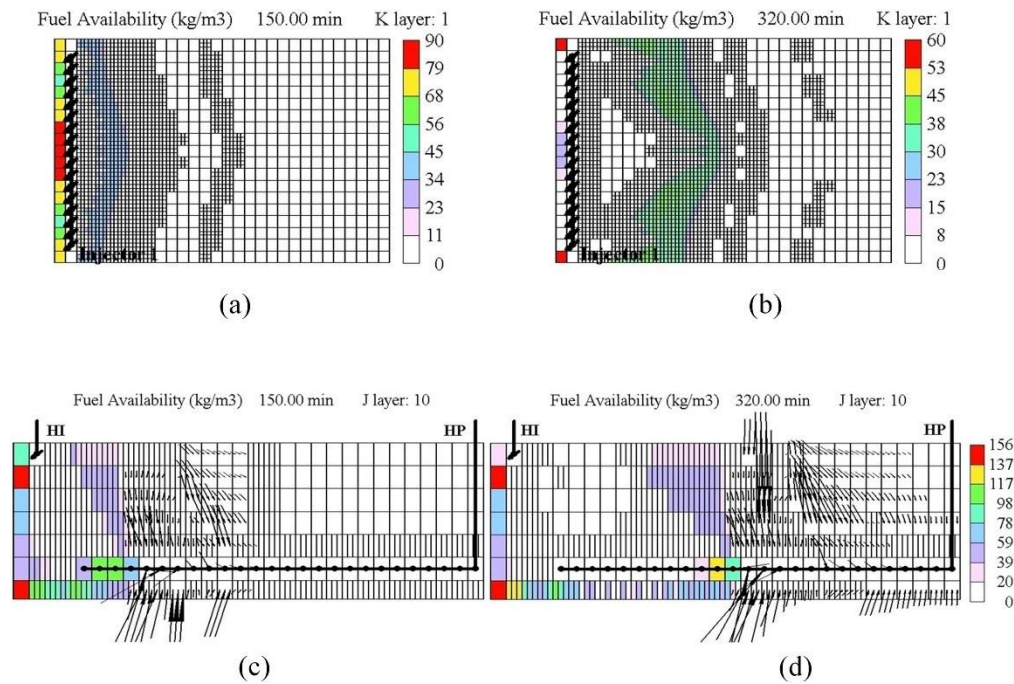 Fuel Availability (kg/m3) 150.00 min K layer: 1
90
79
68
56
45
34
23
11
0
Injector 1
(a)
Fuel Availability (kg/m3) 320.00 min K layer: 1
60
53
45
38
30
23
15
8
0
Injector 1
(b)
Fuel Availability (kg/m3) 150.00 min J layer: 10
HI
HP
(c)
Fuel Availability (kg/m3) 320.00 min J layer: 10
HI
HP
156
137
117
98
78
59
39
20
0
(d)